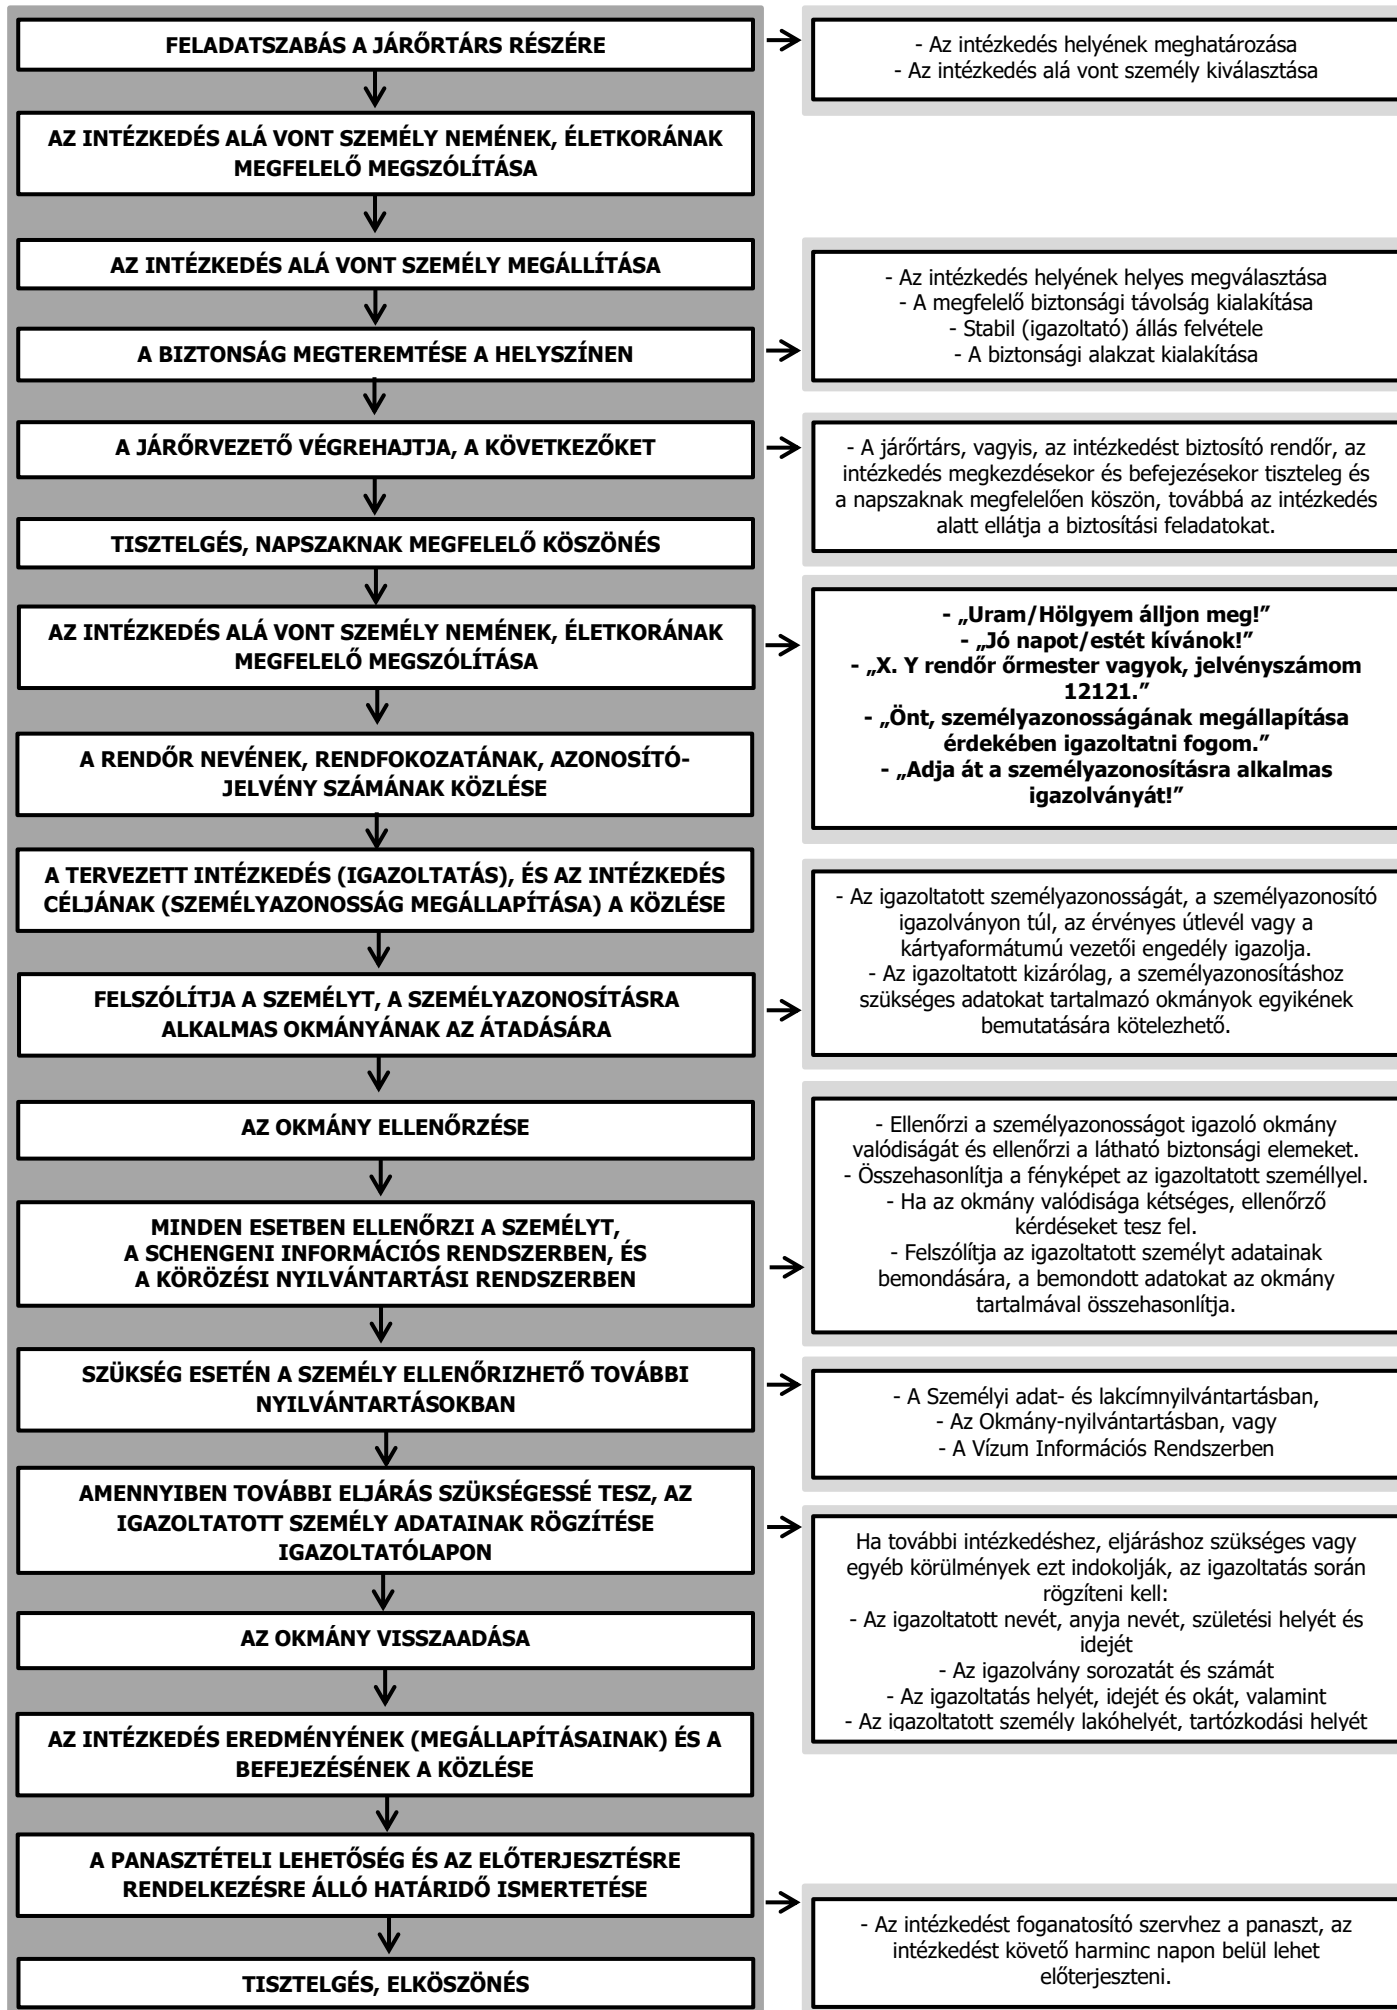 FELADATSZABÁS A JÁRŐRTÁRS RÉSZÉRE
- Az intézkedés helyének meghatározása
- Az intézkedés alá vont személy kiválasztása
AZ INTÉZKEDÉS ALÁ VONT SZEMÉLY NEMÉNEK, ÉLETKORÁNAK
MEGFELELŐ MEGSZÓLÍTÁSA
AZ INTÉZKEDÉS ALÁ VONT SZEMÉLY MEGÁLLÍTÁSA
A BIZTONSÁG MEGTEREMTÉSE A HELYSZÍNEN
- Az intézkedés helyének helyes megválasztása
- A megfelelő biztonsági távolság kialakítása
- Stabil (igazoltató) állás felvétele
- A biztonsági alakzat kialakítása
A JÁRŐRVEZETŐ VÉGREHAJTJA, A KÖVETKEZŐKET
- A járőrtárs, vagyis, az intézkedést biztosító rendőr, az
intézkedés megkezdésekor és befejezésekor tiszteleg és
a napszaknak megfelelően köszön, továbbá az intézkedés
alatt ellátja a biztosítási feladatokat.
TISZTELGÉS, NAPSZAKNAK MEGFELELŐ KÖSZÖNÉS
AZ INTÉZKEDÉS ALÁ VONT SZEMÉLY NEMÉNEK, ÉLETKORÁNAK
MEGFELELŐ MEGSZÓLÍTÁSA
- „Uram/Hölgyem álljon meg!”
- „Jó napot/estét kívánok!”
- „X. Y rendőr őrmester vagyok, jelvényszámom
12121.”
- „Önt, személyazonosságának megállapítása
érdekében igazoltatni fogom.”
- „Adja át a személyazonosításra alkalmas
igazolványát!”
A RENDŐR NEVÉNEK, RENDFOKOZATÁNAK, AZONOSÍTÓ-
JELVÉNY SZÁMÁNAK KÖZLÉSE
A TERVEZETT INTÉZKEDÉS (IGAZOLTATÁS), ÉS AZ INTÉZKEDÉS
CÉLJÁNAK (SZEMÉLYAZONOSSÁG MEGÁLLAPÍTÁSA) A KÖZLÉSE
FELSZÓLÍTJA A SZEMÉLYT, A SZEMÉLYAZONOSÍTÁSRA
ALKALMAS OKMÁNYÁNAK AZ ÁTADÁSÁRA
- Az igazoltatott személyazonosságát, a személyazonosító
igazolványon túl, az érvényes útlevél vagy a
kártyaformátumú vezetői engedély igazolja.
- Az igazoltatott kizárólag, a személyazonosításhoz
szükséges adatokat tartalmazó okmányok egyikének
bemutatására kötelezhető.
AZ OKMÁNY ELLENŐRZÉSE
MINDEN ESETBEN ELLENŐRZI A SZEMÉLYT,
A SCHENGENI INFORMÁCIÓS RENDSZERBEN, ÉS
A KÖRÖZÉSI NYILVÁNTARTÁSI RENDSZERBEN
- Ellenőrzi a személyazonosságot igazoló okmány
valódiságát és ellenőrzi a látható biztonsági elemeket.
- Összehasonlítja a fényképet az igazoltatott személlyel.
- Ha az okmány valódisága kétséges, ellenőrző
kérdéseket tesz fel.
- Felszólítja az igazoltatott személyt adatainak
bemondására, a bemondott adatokat az okmány
tartalmával összehasonlítja.
SZÜKSÉG ESETÉN A SZEMÉLY ELLENŐRIZHETŐ TOVÁBBI
NYILVÁNTARTÁSOKBAN
- A Személyi adat- és lakcímnyilvántartásban,
- Az Okmány-nyilvántartásban, vagy
- A Vízum Információs Rendszerben
AMENNYIBEN TOVÁBBI ELJÁRÁS SZÜKSÉGESSÉ TESZ, AZ
IGAZOLTATOTT SZEMÉLY ADATAINAK RÖGZÍTÉSE
IGAZOLTATÓLAPON
Ha további intézkedéshez, eljáráshoz szükséges vagy
egyéb körülmények ezt indokolják, az igazoltatás során
rögzíteni kell:
- Az igazoltatott nevét, anyja nevét, születési helyét és
idejét
- Az igazolvány sorozatát és számát
- Az igazoltatás helyét, idejét és okát, valamint
- Az igazoltatott személy lakóhelyét, tartózkodási helyét
AZ OKMÁNY VISSZAADÁSA
AZ INTÉZKEDÉS EREDMÉNYÉNEK (MEGÁLLAPÍTÁSAINAK) ÉS A
BEFEJEZÉSÉNEK A KÖZLÉSE
A PANASZTÉTELI LEHETŐSÉG ÉS AZ ELŐTERJESZTÉSRE
RENDELKEZÉSRE ÁLLÓ HATÁRIDŐ ISMERTETÉSE
- Az intézkedést foganatosító szervhez a panaszt, az
intézkedést követő harminc napon belül lehet
előterjeszteni.
TISZTELGÉS, ELKÖSZÖNÉS